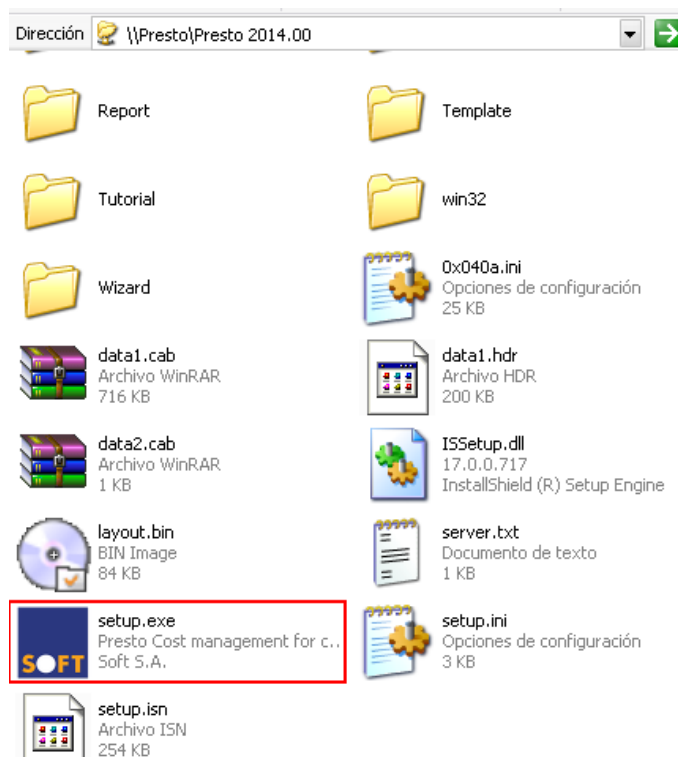 Dirección \\Presto\Presto 2014.00
Report
Template
Tutorial
win32
Wizard
0x040a.ini
Opciones de configuración
25 KB
data1.cab
Archivo WinRAR
716 KB
data1.hdr
Archivo HDR
200 KB
data2.cab
Archivo WinRAR
1 KB
ISSetup.dll
17.0.0.717
InstallShield (R) Setup Engine
layout.bin
BIN Image
84 KB
server.txt
Documento de texto
1 KB
SOFT
setup.exe
Presto Cost management for c..
Soft S.A.
setup.ini
Opciones de configuración
3 KB
setup.isn
Archivo ISN
254 KB